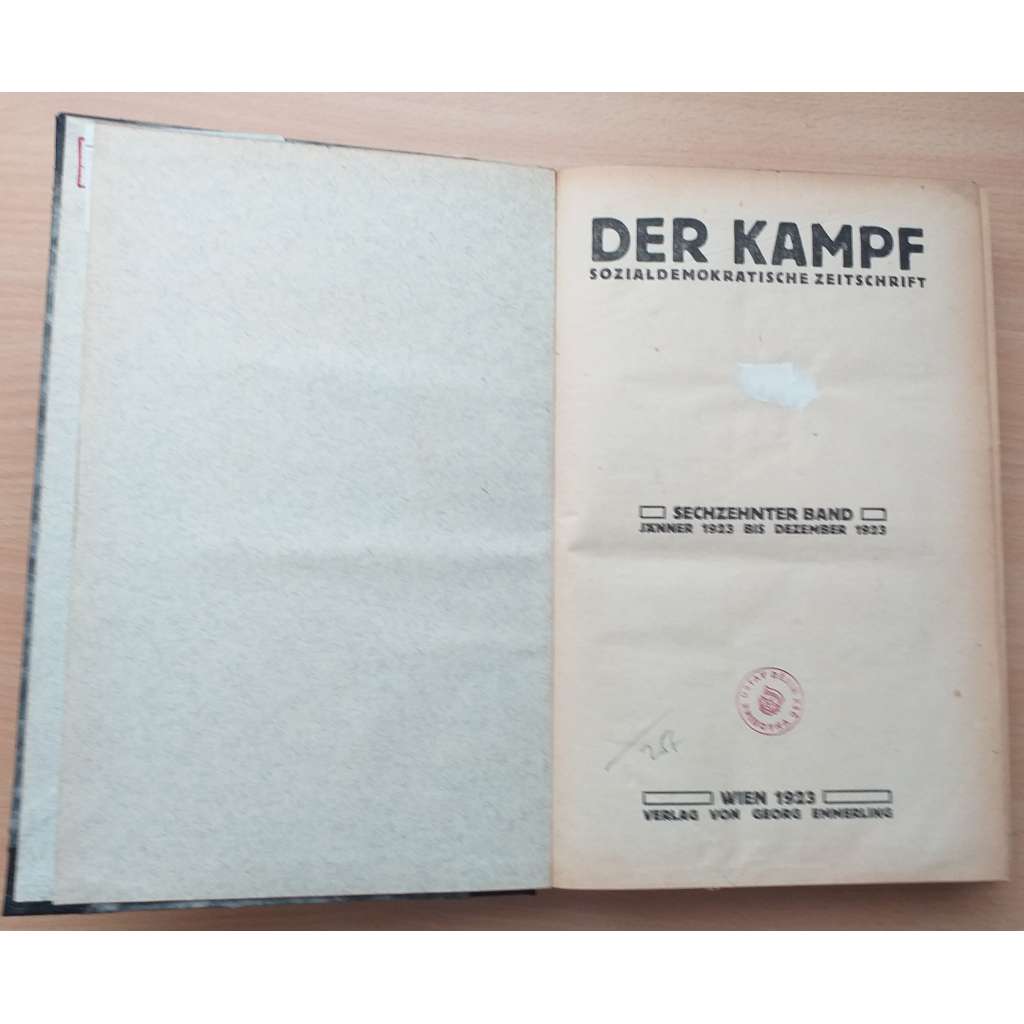 DER KAMPF
SOZIALDEMOKRATISCHE ZEITSCHRIFT
SECHZEHNTER BAND
JÄNNER 1923 BIS DEZEMBER 1923
WIEN 1923
VERLAG VON GEORG EMMERLING